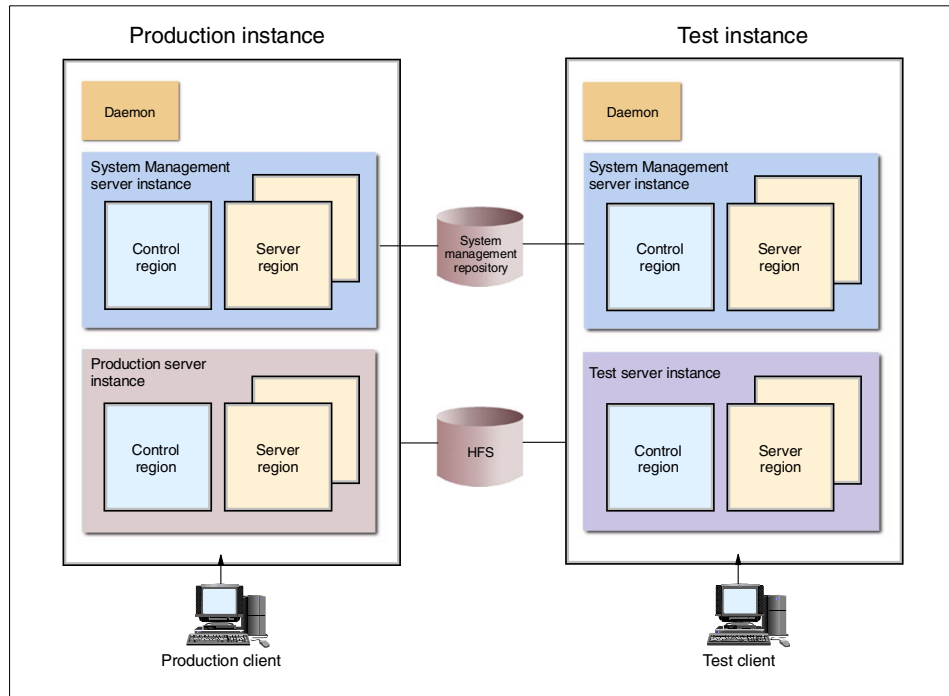 Production instance
Test instance
Daemon
Daemon
System Management
server instance
Control
region
Server
region
System
management
repository
System Management
server instance
Control
region
Server
region
Production server
instance
Control
region
Server
region
HFS
Test server instance
Control
region
Server
region
Production client
Test client